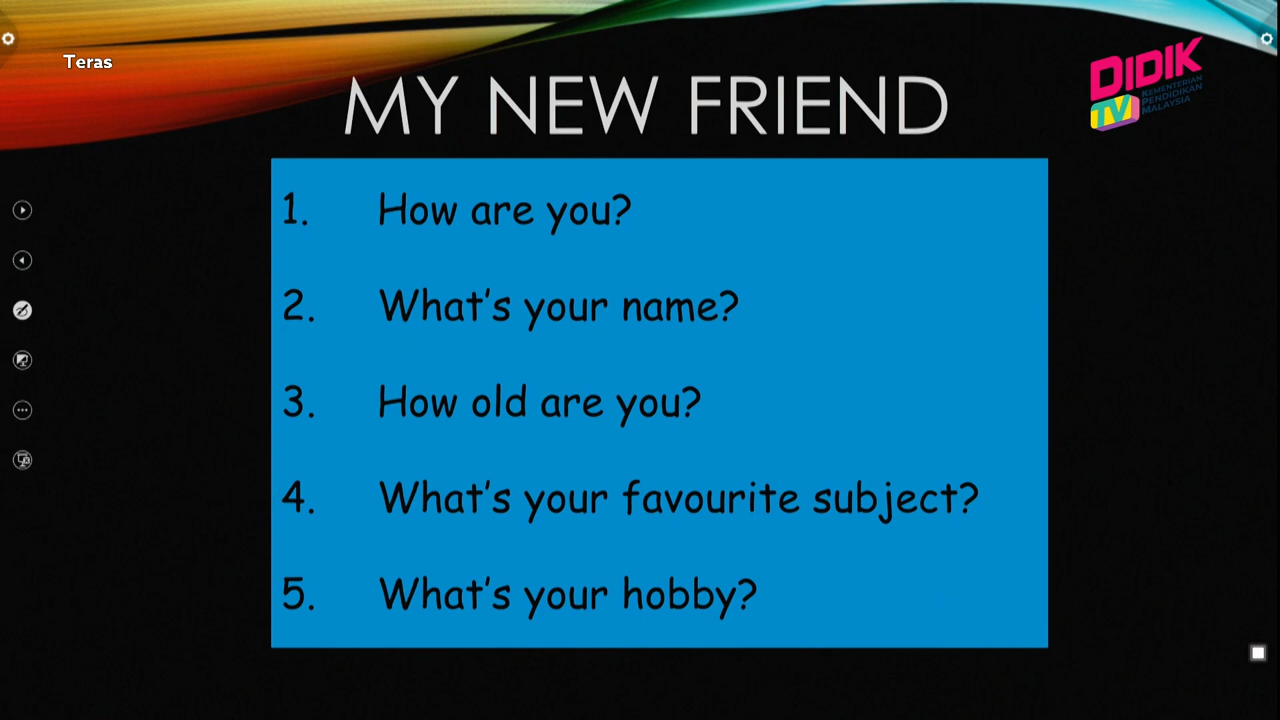 Teras
DIDIK
TV
KEMENTERIAN
PENDIDIKAN
MALAYSIA
MY NEW FRIEND
1. How are you?
2. What's your name?
3. How old are you?
4. What's your favourite subject?
5. What's your hobby?